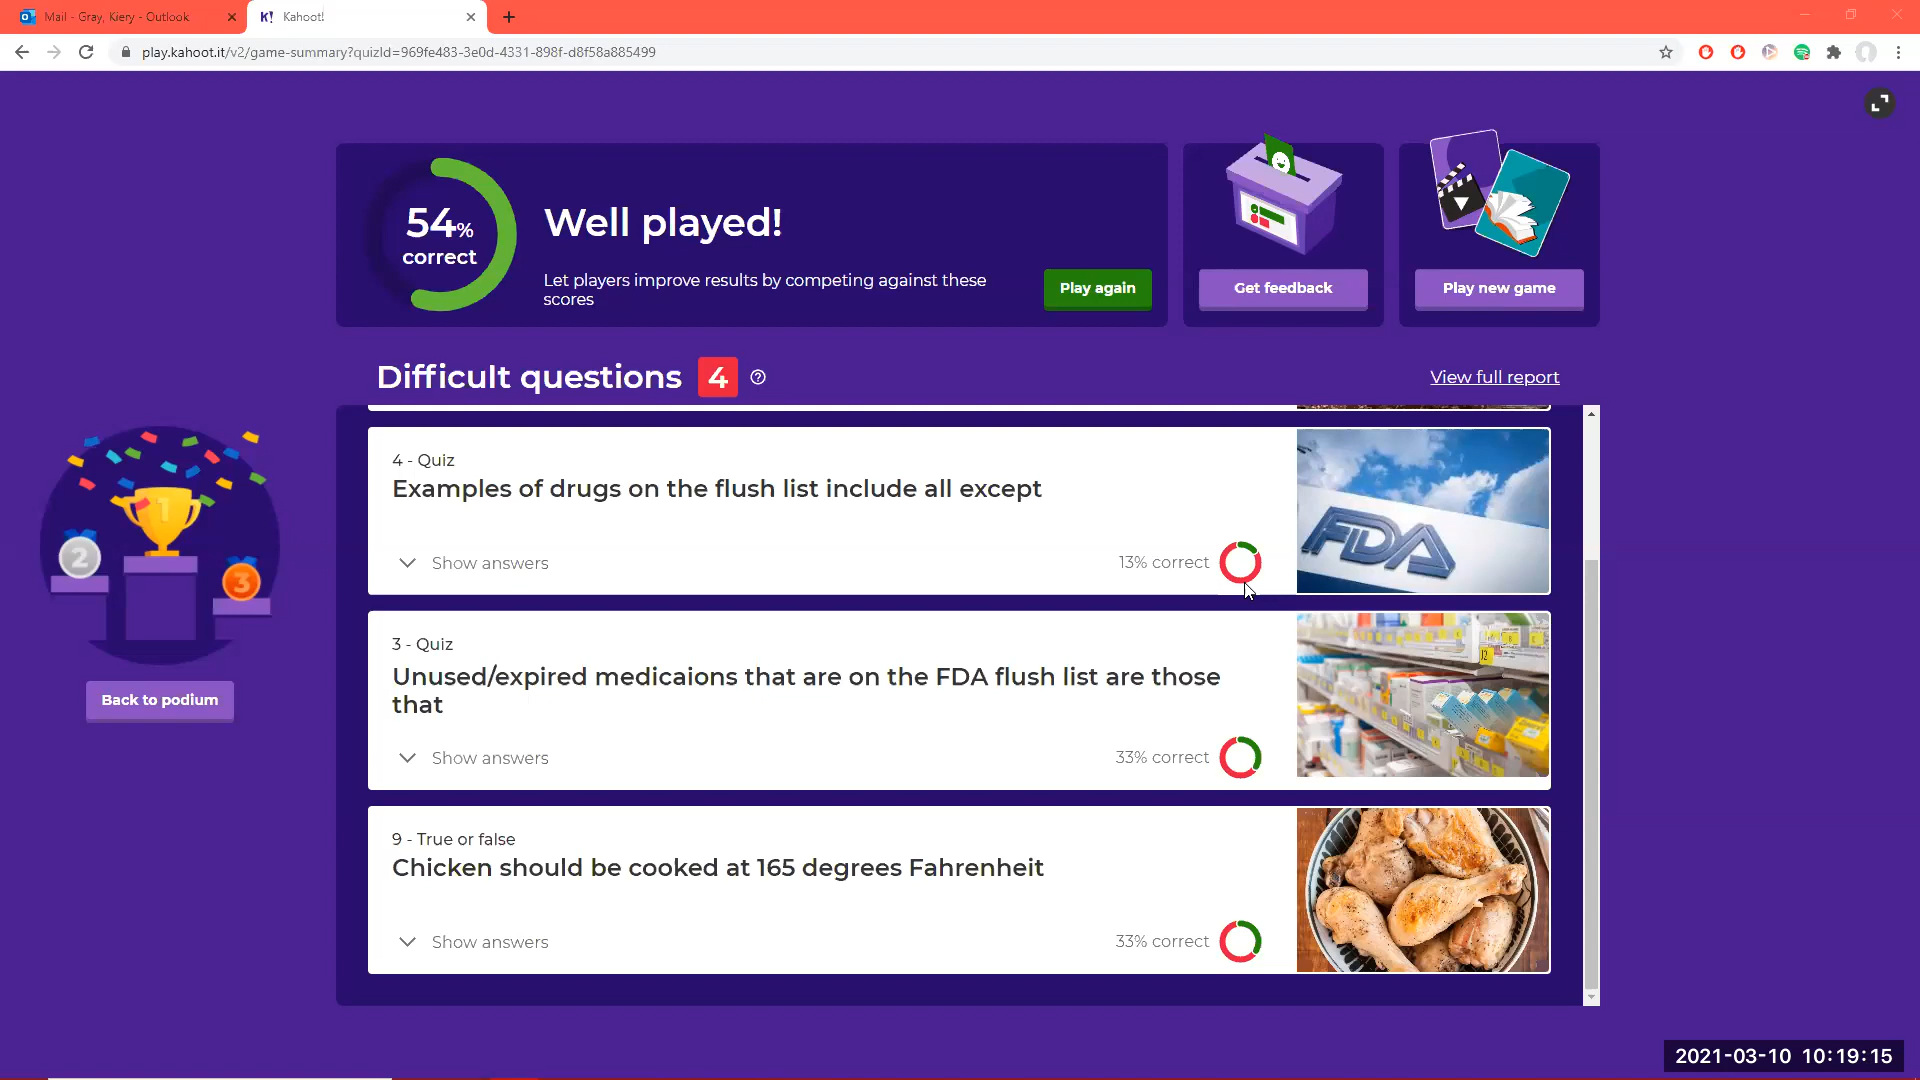 Mail - Gray, Kiery - Outlook
K! Kahoot!
play.kahoot.it/v2/game-summary?quizId=969fe483-3e0d-4331-898f-d8f58a885499
54%
correct
Well played!
Let players improve results by competing against these
scores
Play again
Get feedback
Play new game
Difficult questions 4
View full report
4 - Quiz
Examples of drugs on the flush list include all except
Show answers
13% correct
FDA
3 - Quiz
Unused/expired medicaions that are on the FDA flush list are those
that
Show answers
33% correct
12
9 - True or false
Chicken should be cooked at 165 degrees Fahrenheit
Show answers
33% correct
1
2
3
Back to podium
2021-03-10 10:19:15